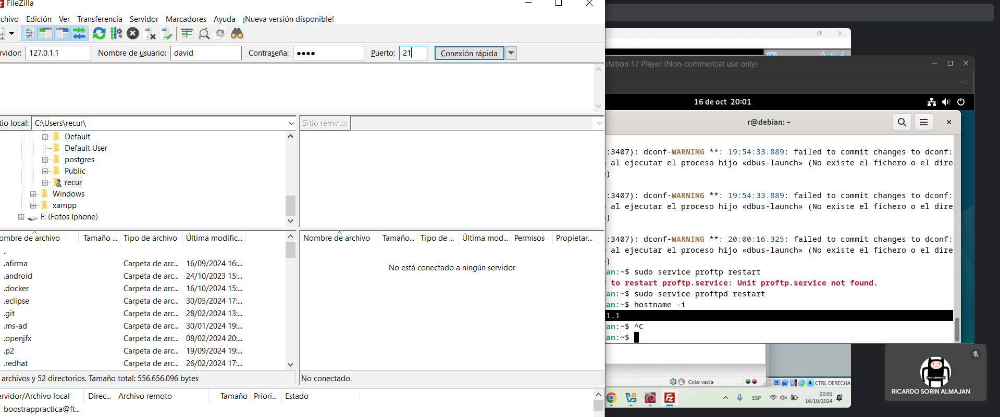 FileZilla
rchivo Edición Ver Transferencia Servidor Marcadores Ayuda ¡Nueva versión disponible!
rvidor: 127.0.1.1 Nombre de usuario: david Contraseña: ●●●● Puerto: 21 Conexión rápida
tio local: C:\Users\recur\
Sitio remoto:
Default
Default User
postgres
Public
recur
Windows
xampp
F: (Fotos Iphone)
ombre de archivo Tamaño ... Tipo de archivo Última modific...
..
.afirma Carpeta de arc... 16/09/2024 16:...
.android Carpeta de arc... 24/10/2023 15:...
.docker Carpeta de arc... 16/10/2024 15:...
.eclipse Carpeta de arc... 30/05/2024 17:...
.git Carpeta de arc... 28/02/2024 13:...
.ms-ad Carpeta de arc... 30/01/2024 19:...
.openjfx Carpeta de arc... 08/02/2024 20:...
.p2 Carpeta de arc... 19/09/2024 19:...
.redhat Carpeta de arc... 26/02/2024 17:...
archivos y 52 directorios. Tamaño total: 556.656.096 bytes
Nombre de archivo Tamaño... Tipo de ... Última mod... Permisos Propietar...
No está conectado a ningún servidor
No conectado.
ervidor/Archivo local Direc... Archivo remoto Tamaño Priori... Estado
boostrappractica@ft...
station 17 Player (Non-commercial use only)
16 de oct 20:01
r@debian: ~
:3407): dconf-WARNING **: 19:54:33.889: failed to commit changes to dconf:
o al ejecutar el proceso hijo «dbus-launch» (No existe el fichero o el dire
)
:3407): dconf-WARNING **: 19:54:33.889: failed to commit changes to dconf:
o al ejecutar el proceso hijo «dbus-launch» (No existe el fichero o el dire
)
:3407): dconf-WARNING **: 20:00:16.325: failed to commit changes to dconf:
o al ejecutar el proceso hijo «dbus-launch» (No existe el fichero o el dire
)
an:~$ sudo service proftp restart
d to restart proftp.service: Unit proftp.service not found.
an:~$ sudo service proftpd restart
an:~$ hostname -i
1.1
an:~$ ^C
an:~$
Cola: vacía
CTRL DERECHA
ESP
20:01
16/10/2024
RICARDO SORIN ALMAJAN